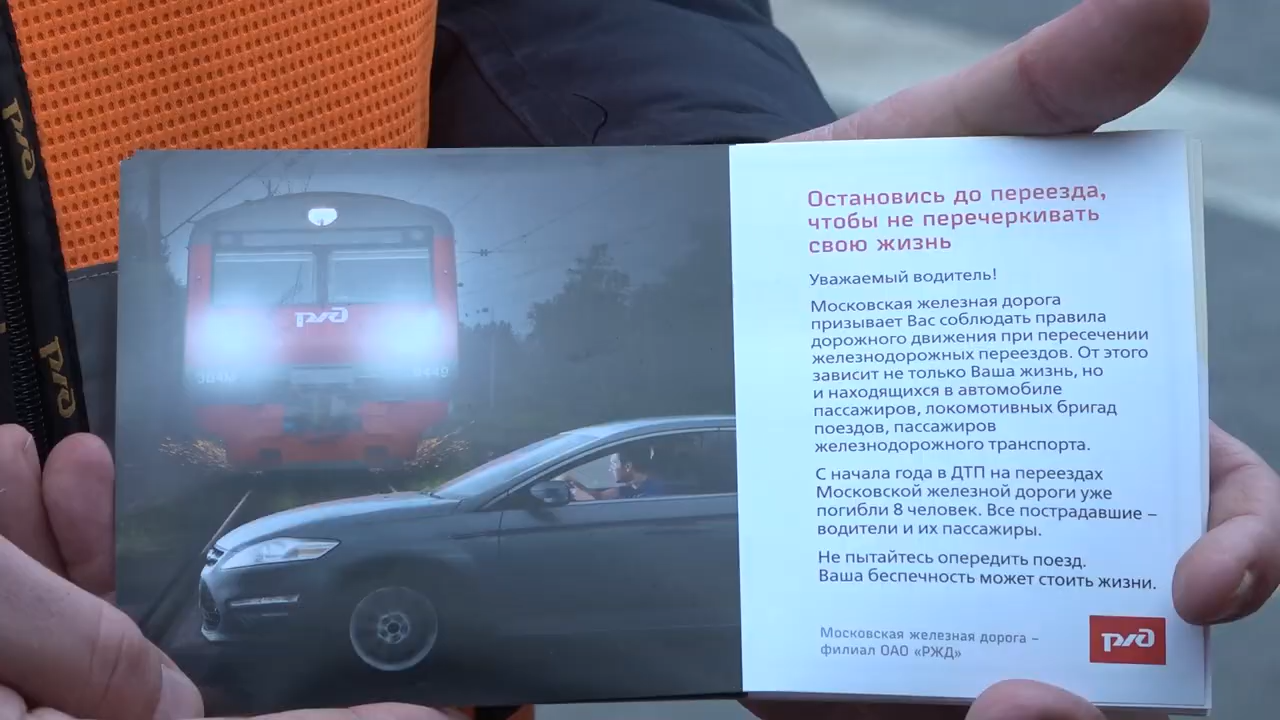 ржд
ржд
ржд
Остановись до переезда,
чтобы не перечеркивать
свою жизнь
Уважаемый водитель!
Московская железная дорога
призывает Вас соблюдать правила
дорожного движения при пересечении
железнодорожных переездов. От этого
зависит не только Ваша жизнь, но
и находящихся в автомобиле
пассажиров, локомотивных бригад
поездов, пассажиров
железнодорожного транспорта.
С начала года в ДТП на переездах
Московской железной дороги уже
погибли 8 человек. Все пострадавшие –
водители и их пассажиры.
Не пытайтесь опередить поезд.
Ваша беспечность может стоить жизни.
Московская железная дорога –
филиал ОАО «РЖД»
ржд